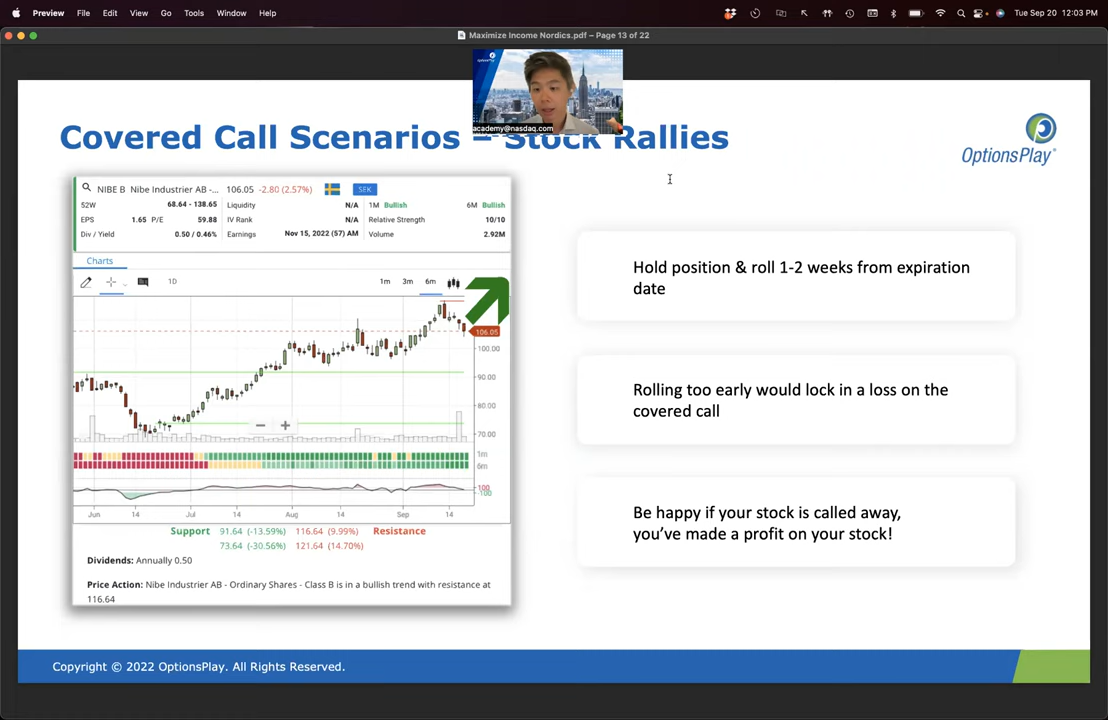 Preview File Edit View Go Tools Window Help
Tue Sep 20 12:03 PM
Maximize Income Nordics.pdf – Page 13 of 22
optionsplay
academy@nasdaq.com
Covered Call Scenarios – Stock Rallies
OptionsPlay
NIBE B Nibe Industrier AB -... 106.05 -2.80 (2.57%) SEK
52W 68.64 - 138.65 Liquidity N/A 1M Bullish 6M Bullish
EPS 1.65 P/E 59.88 IV Rank N/A Relative Strength 10/10
Div / Yield 0.50 / 0.46% Earnings Nov 15, 2022 (57) AM Volume 2.92M
Charts
1D 1m 3m 6m
106.05
100.00
90.00
80.00
70.00
1m
6m
100
-100
Jun 14 Jul 14 Aug 14 Sep 14
Support 91.64 (-13.59%) 116.64 (9.99%) Resistance
73.64 (-30.56%) 121.64 (14.70%)
Dividends: Annually 0.50
Price Action: Nibe Industrier AB - Ordinary Shares - Class B is in a bullish trend with resistance at
116.64
Hold position & roll 1-2 weeks from expiration
date
Rolling too early would lock in a loss on the
covered call
Be happy if your stock is called away,
you've made a profit on your stock!
Copyright © 2022 OptionsPlay. All Rights Reserved.